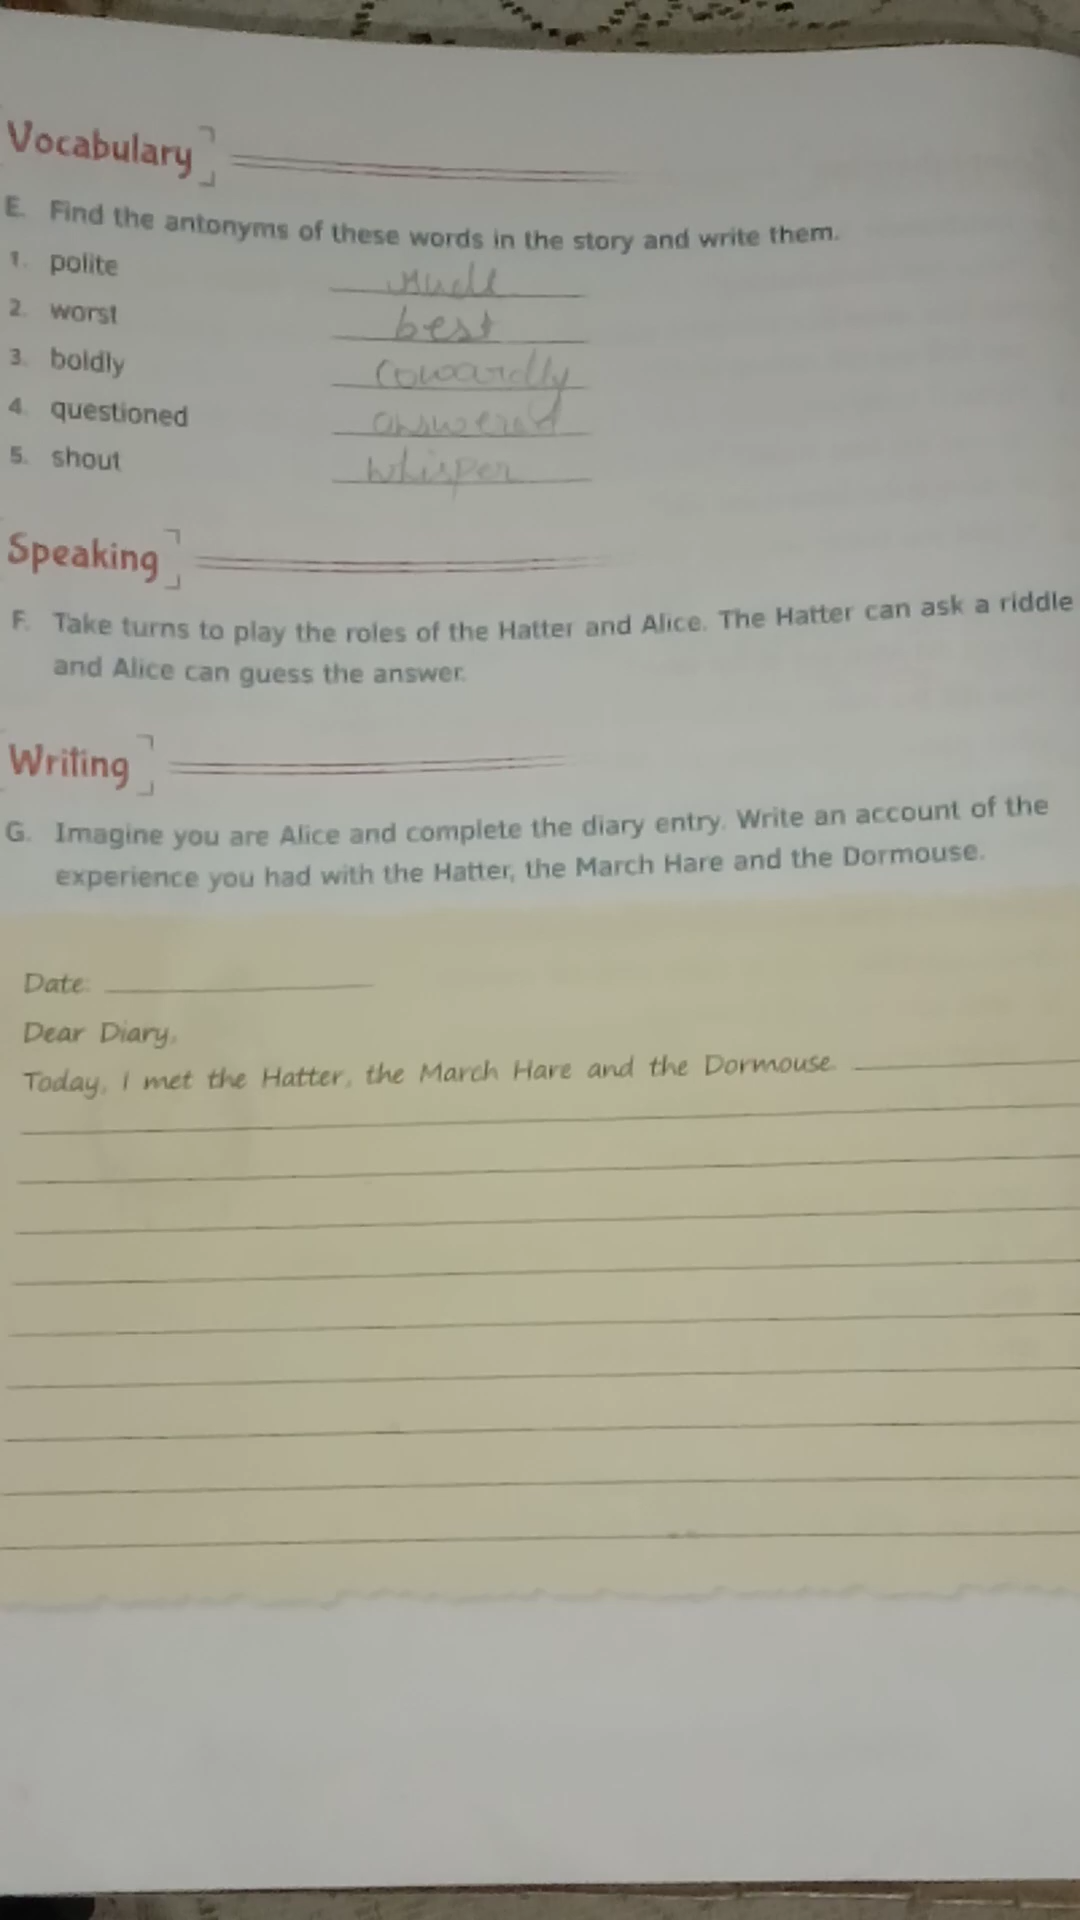 Vocabulary
E. Find the antonyms of these words in the story and write them.
1. polite rude
2. worst best
3. boldly cowardly
4. questioned answered
5. shout whisper
Speaking
F. Take turns to play the roles of the Hatter and Alice. The Hatter can ask a riddle
and Alice can guess the answer.
Writing
G. Imagine you are Alice and complete the diary entry. Write an account of the
experience you had with the Hatter, the March Hare and the Dormouse.
Date:
Dear Diary,
Today, I met the Hatter, the March Hare and the Dormouse.